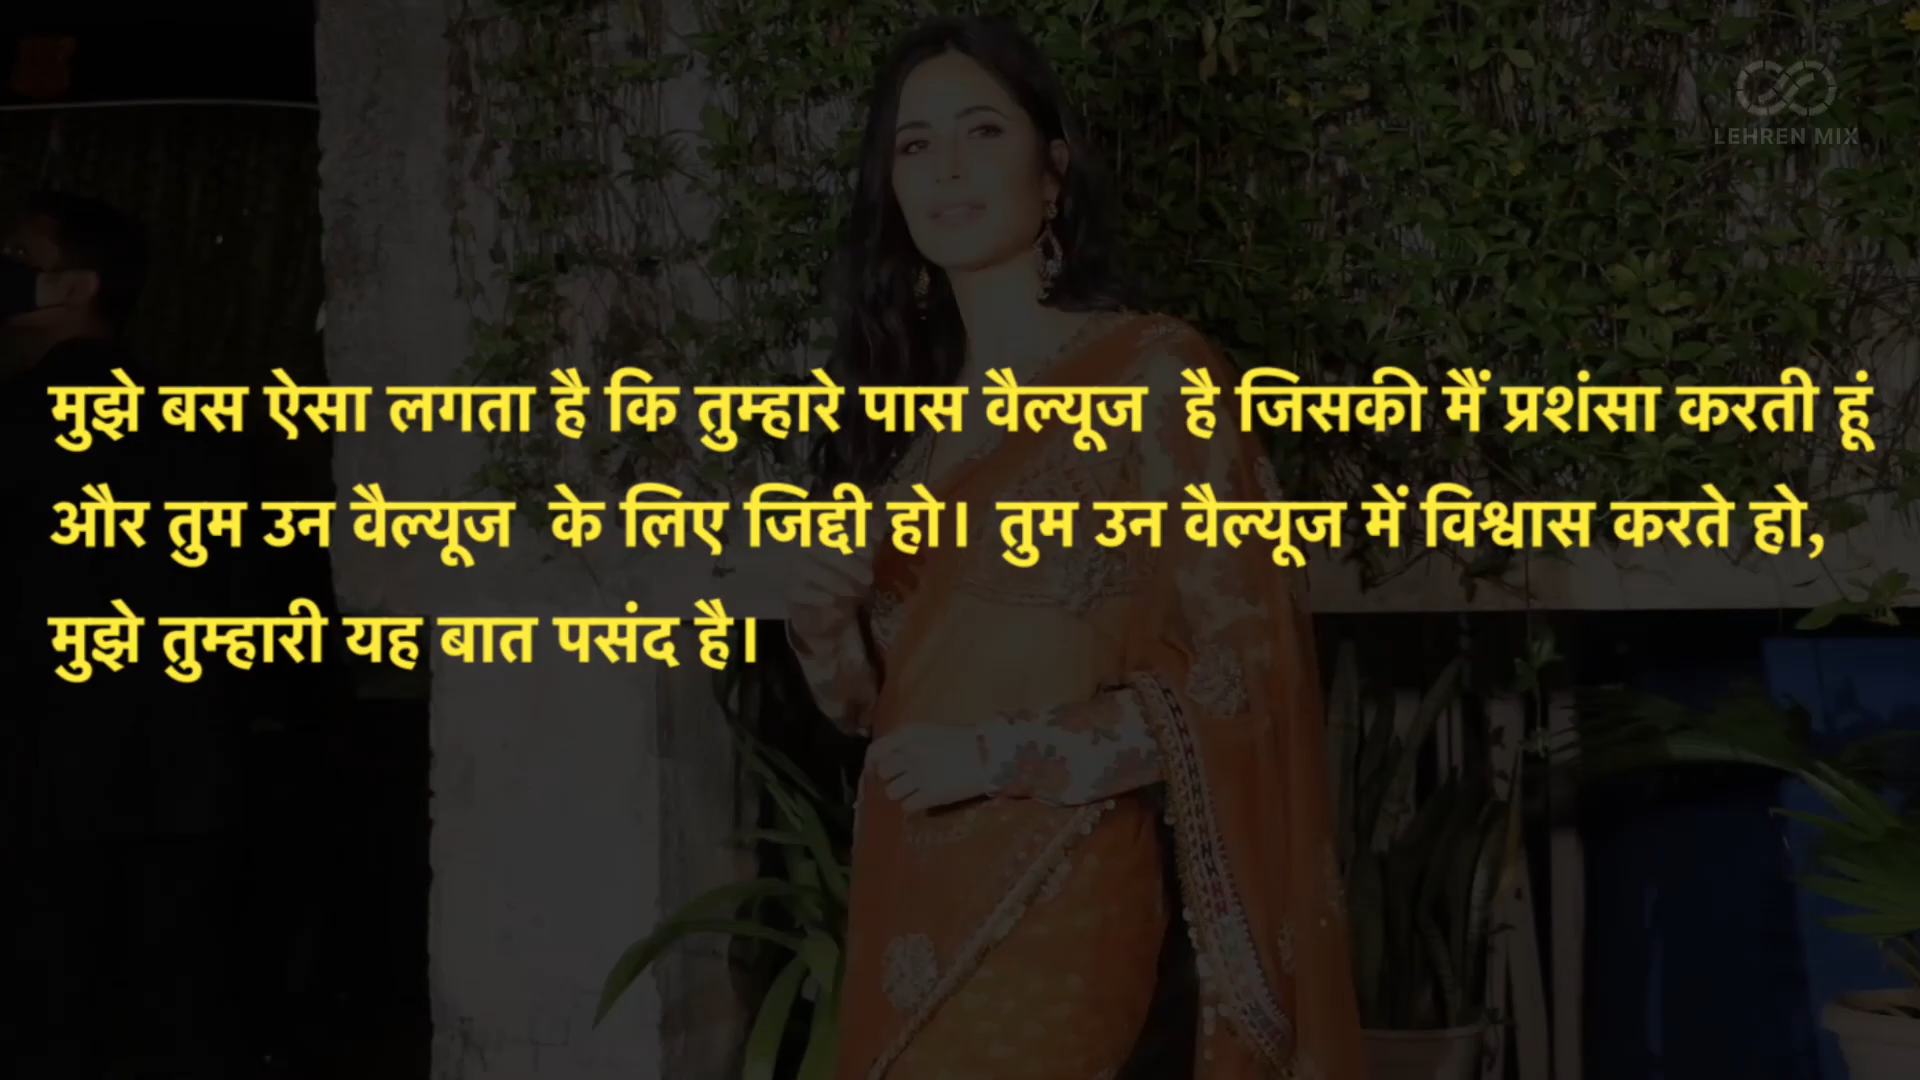 LEHREN MIX
मुझे बस ऐसा लगता है कि तुम्हारे पास वैल्यूज है जिसकी मैं प्रशंसा करती हूं
और तुम उन वैल्यूज के लिए जिद्दी हो। तुम उन वैल्यूज में विश्वास करते हो,
मुझे तुम्हारी यह बात पसंद है।